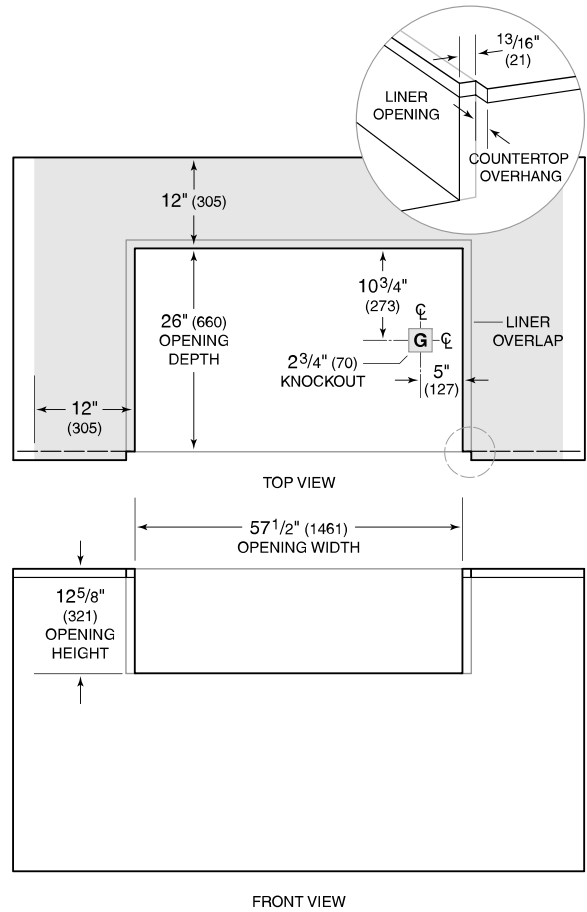 13/16"
(21)
LINER
OPENING
COUNTERTOP
OVERHANG
12" (305)
10 3/4"
(273)
26" (660)
OPENING
DEPTH
℄
G ℄
LINER
OVERLAP
2 3/4" (70)
KNOCKOUT
5"
(127)
12"
(305)
TOP VIEW
57 1/2" (1461)
OPENING WIDTH
12 5/8"
(321)
OPENING
HEIGHT
FRONT VIEW